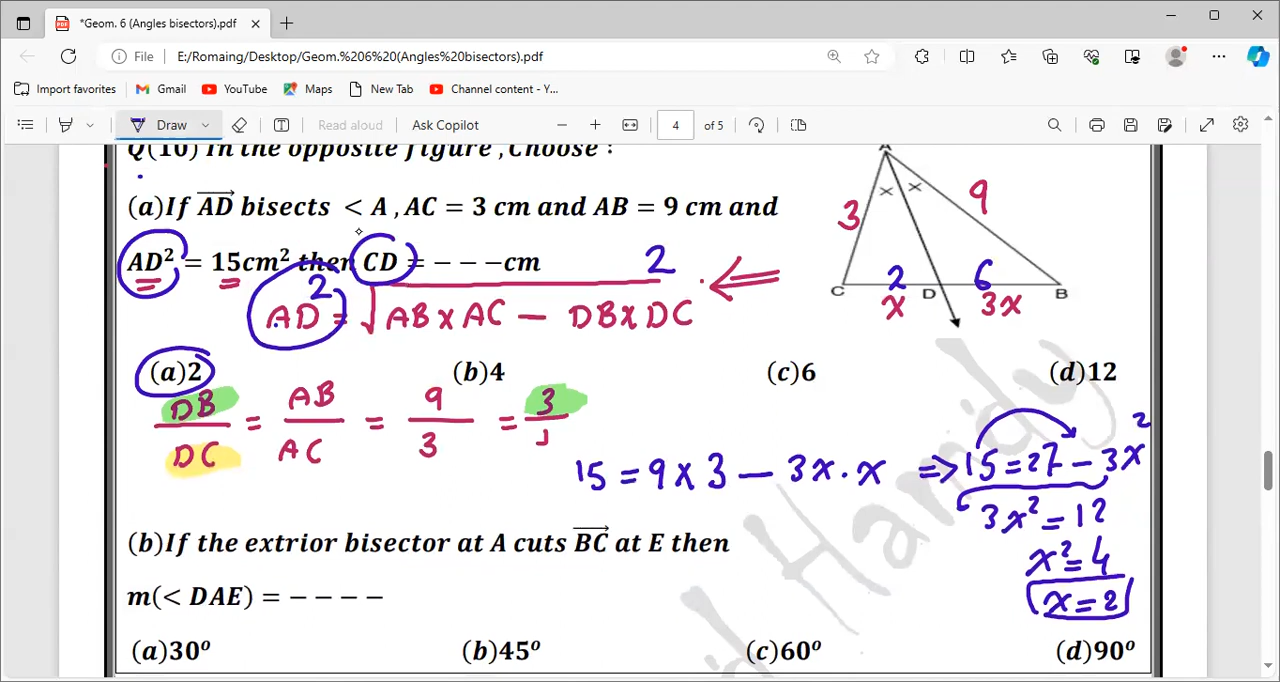 *Geom. 6 (Angles bisectors).pdf
File | E:/Romaing/Desktop/Geom.%206%20(Angles%20bisectors).pdf
Import favorites Gmail YouTube Maps New Tab Channel content - Y...
Draw Read aloud Ask Copilot 4 of 5
Q(10) In the opposite figure , Choose :
A
(a)If AD bisects < A , AC = 3 cm and AB = 9 cm and
3 × × 9
AD² = 15cm² then CD = − − −cm
C 2 D 6 B
x 3x
AD² = √AB × AC − DB × DC ²
(a)2 (b)4 (c)6 (d)12
DB/DC = AB/AC = 9/3 = 3/1
15 = 9 × 3 − 3x · x ⇒ 15 = 27 − 3x²
3x² = 12
x² = 4
x = 2
(b)If the extrior bisector at A cuts BC at E then
m(< DAE) = − − − −
(a)30° (b)45° (c)60° (d)90°
Hamdy